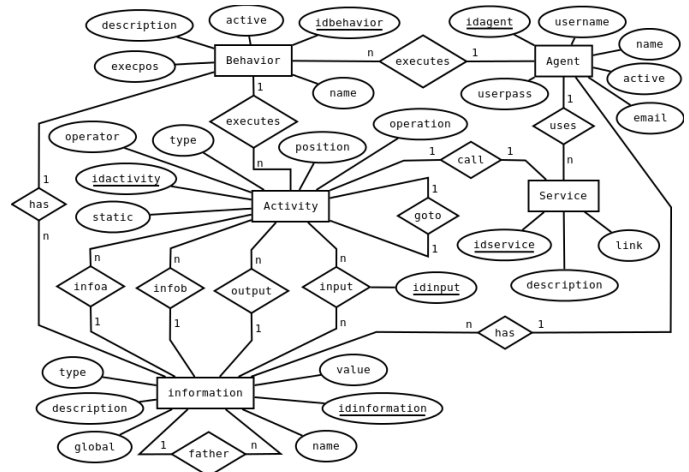 description
active
idbehavior
idagent
username
name
execpos
Behavior
n
executes
1
Agent
active
name
userpass
email
1
executes
n
1
uses
n
operator
type
position
operation
1
call
1
idactivity
static
Activity
1
goto
1
Service
idservice
link
description
1
has
n
n
infoa
1
n
infob
1
n
output
1
n
input
n
idinput
n
has
1
type
description
global
information
value
idinformation
name
1
father
n